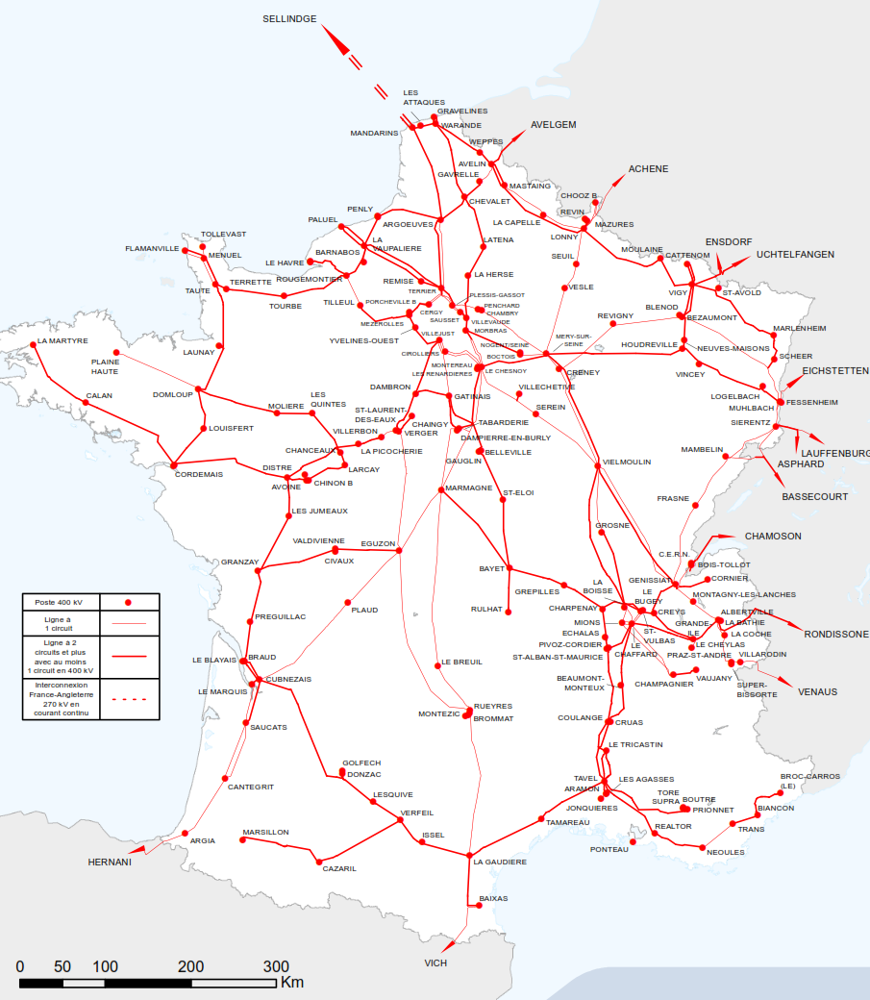 SELLINDGE
LES
ATTAQUES
GRAVELINES
WARANDE
MANDARINS
AVELGEM
WEPPES
AVELIN
GAVRELLE
MASTAING
ACHENE
CHOOZ B
REVIN
MAZURES
LONNY
LA CAPELLE
CHEVALET
PENLY
ARGOEUVES
PALUEL
TOLLEVAST
FLAMANVILLE
MENUEL
LE HAVRE
BARNABOS
LA
VAUPALIERE
LATENA
SEUIL
MOULAINE
CATTENOM
ENSDORF
UCHTELFANGEN
ROUGEMONTIER
REMISE
TERRIER
LA HERSE
VESLE
VIGY
ST-AVOLD
TAUTE
TERRETTE
TOURBE
TILLEUL
PORCHEVILLE B
CERGY
PLESSIS-GASSOT
PENCHARD
CHAMBRY
SAUSSET
VILLEVAUDE
MORBRAS
REVIGNY
BLENOD
BEZAUMONT
MEZEROLLES
VILLEJUST
YVELINES-OUEST
CIROLLIERS
NOGENT/SEINE
BOCTOIS
MERY-SUR-
SEINE
HOUDREVILLE
NEUVES-MAISONS
MARLENHEIM
SCHEER
LA MARTYRE
PLAINE
HAUTE
LAUNAY
MONTEREAU
LES RENARDIERES
LE CHESNOY
CRENEY
VINCEY
EICHSTETTEN
CALAN
DOMLOUP
DAMBRON
GATINAIS
VILLECHETIVE
SEREIN
LOGELBACH
MUHLBACH
FESSENHEIM
MOLIERE
LES
QUINTES
ST-LAURENT-
DES-EAUX
CHAINGY
VERGER
VILLERBON
TABARDERIE
DAMPIERRE-EN-BURLY
SIERENTZ
LOUISFERT
CHANCEAUX
LA PICOCHERIE
BELLEVILLE
GAUGLIN
MAMBELIN
LAUFFENBURG
ASPHARD
CORDEMAIS
DISTRE
AVOINE
CHINON B
LARCAY
VIELMOULIN
BASSECOURT
MARMAGNE
ST-ELOI
FRASNE
LES JUMEAUX
GROSNE
CHAMOSON
VALDIVIENNE
CIVAUX
EGUZON
GRANZAY
C.E.R.N.
BOIS-TOLLOT
BAYET
GREPILLES
LA
BOISSE
GENISSIAT
CORNIER
LE
BUGEY
MONTAGNY-LES-LANCHES
RULHAT
CHARPENAY
CREYS
ALBERTVILLE
PLAUD
PREGUILLAC
MIONS
ECHALAS
PIVOZ-CORDIER
ST-ALBAN-ST-MAURICE
ST-
VULBAS
LE
CHAFFARD
GRANDE-
ILE
LA BATHIE
LA COCHE
LE CHEYLAS
PRAZ-ST-ANDRE
VILLARODIN
RONDISSONE
LE BLAYAIS
BRAUD
CUBNEZAIS
LE MARQUIS
LE BREUIL
BEAUMONT-
MONTEUX
CHAMPAGNIER
VAUJANY
SUPER-
BISSORTE
VENAUS
SAUCATS
MONTEZIC
RUEYRES
BROMMAT
COULANGE
CRUAS
LE TRICASTIN
CANTEGRIT
GOLFECH
DONZAC
TAVEL
LES AGASSES
ARAMON
JONQUIERES
TORE
SUPRA
BOUTRE
PRIONNET
BROC-CARROS
(LE)
BIANCON
LESQUIVE
VERFEIL
ISSEL
TAMAREAU
REALTOR
TRANS
PONTEAU
NEOULES
ARGIA
MARSILLON
HERNANI
CAZARIL
LA GAUDIERE
BAIXAS
VICH
Poste 400 kV
Ligne à
1 circuit
Ligne à 2
circuits et plus
avec au moins
1 circuit en 400 kV
Interconnexion
France-Angleterre
270 kV en
courant continu
0 50 100 200 300
Km